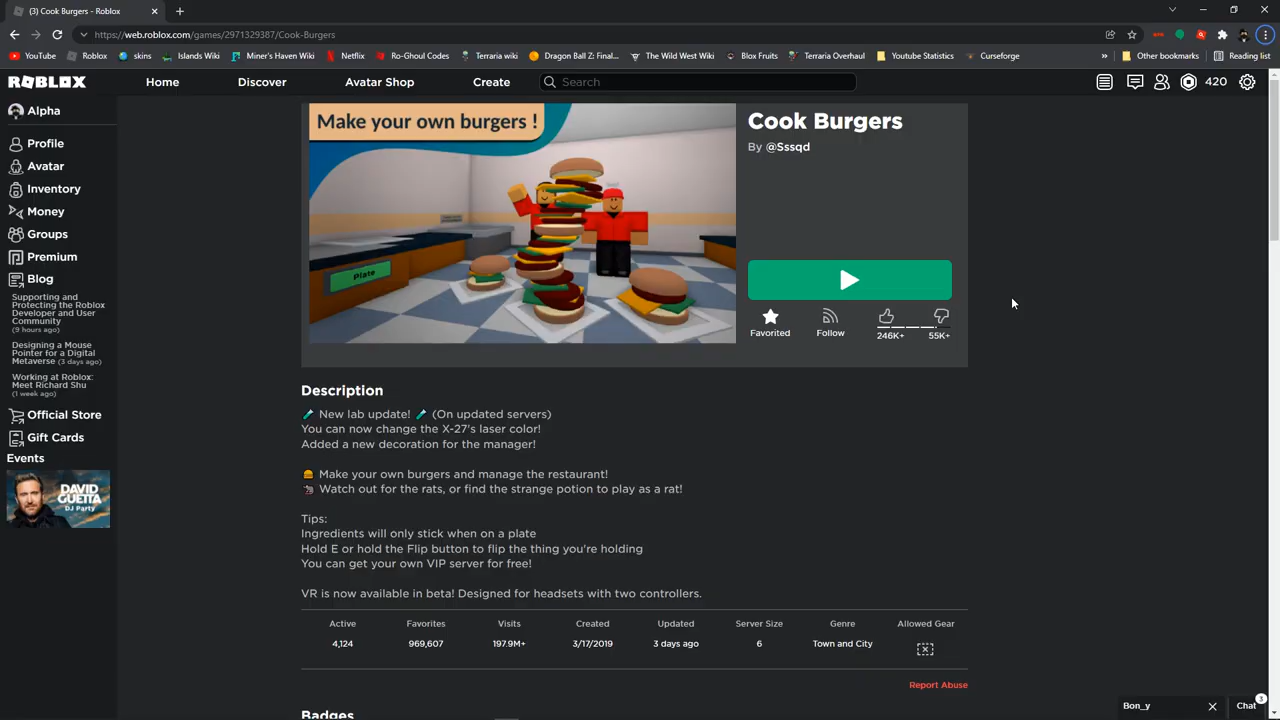 (3) Cook Burgers - Roblox
https://web.roblox.com/games/2971329387/Cook-Burgers
YouTube Roblox skins Islands Wiki Miner's Haven Wiki Netflix Ro-Ghoul Codes Terraria wiki Dragon Ball Z: Final... The Wild West Wiki Blox Fruits Terraria Overhaul Youtube Statistics Curseforge » Other bookmarks Reading list
ROBLOX Home Discover Avatar Shop Create Search 420
Alpha
Profile
Avatar
Inventory
Money
Groups
Premium
Blog
Supporting and
Protecting the Roblox
Developer and User
Community
(9 hours ago)
Designing a Mouse
Pointer for a Digital
Metaverse (3 days ago)
Working at Roblox:
Meet Richard Shu
(1 week ago)
Official Store
Gift Cards
Events
DAVID
GUETTA
DJ Party
Make your own burgers !
Plate
Cook Burgers
By @Sssqd
Favorited Follow 246K+ 55K+
Description
New lab update! (On updated servers)
You can now change the X-27's laser color!
Added a new decoration for the manager!
Make your own burgers and manage the restaurant!
Watch out for the rats, or find the strange potion to play as a rat!
Tips:
Ingredients will only stick when on a plate
Hold E or hold the Flip button to flip the thing you're holding
You can get your own VIP server for free!
VR is now available in beta! Designed for headsets with two controllers.
Active Favorites Visits Created Updated Server Size Genre Allowed Gear
4,124 969,607 197.9M+ 3/17/2019 3 days ago 6 Town and City
Report Abuse
Badges
Bon_y Chat 3